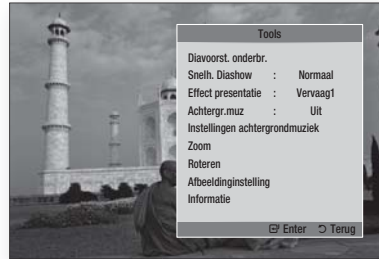 Tools
Diavoorst. onderbr.
Snelh. Diashow : Normaal
Effect presentatie : Vervaag1
Achtergr.muz : Uit
Instellingen achtergrondmuziek
Zoom
Roteren
Afbeeldinginstelling
Informatie
Enter Terug